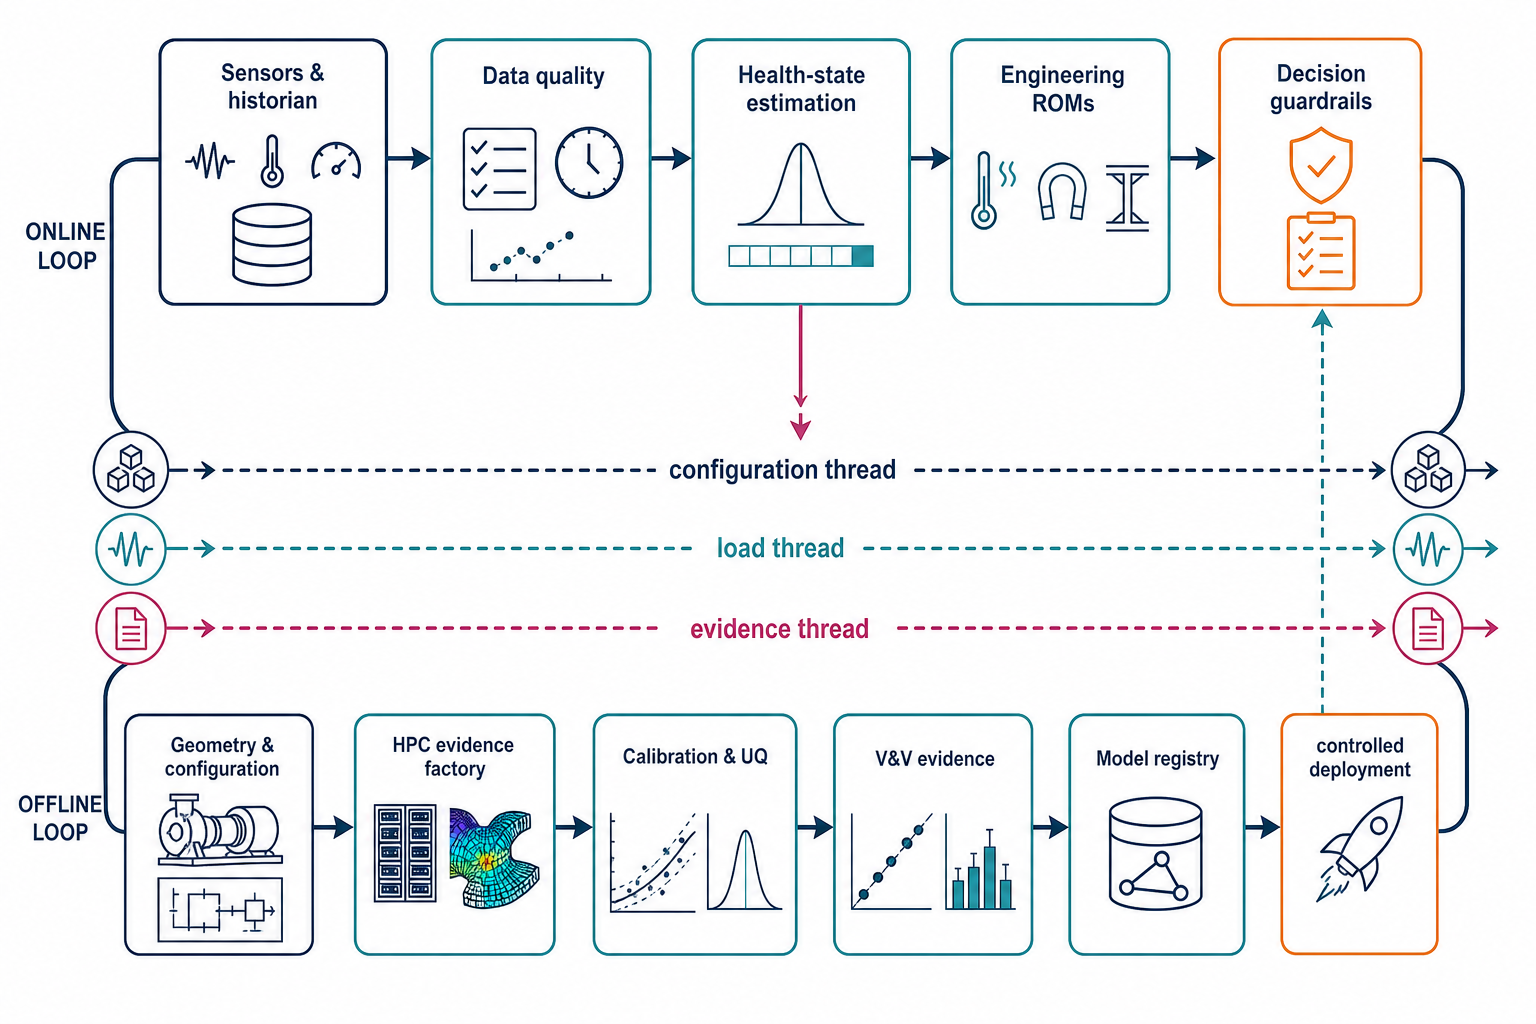 Sensors &
historian
Data quality
Health-state
estimation
Engineering
ROMs
Decision
guardrails
ONLINE
LOOP
configuration thread
load thread
evidence thread
OFFLINE
LOOP
Geometry &
configuration
HPC evidence
factory
Calibration & UQ
V&V evidence
Model registry
controlled
deployment